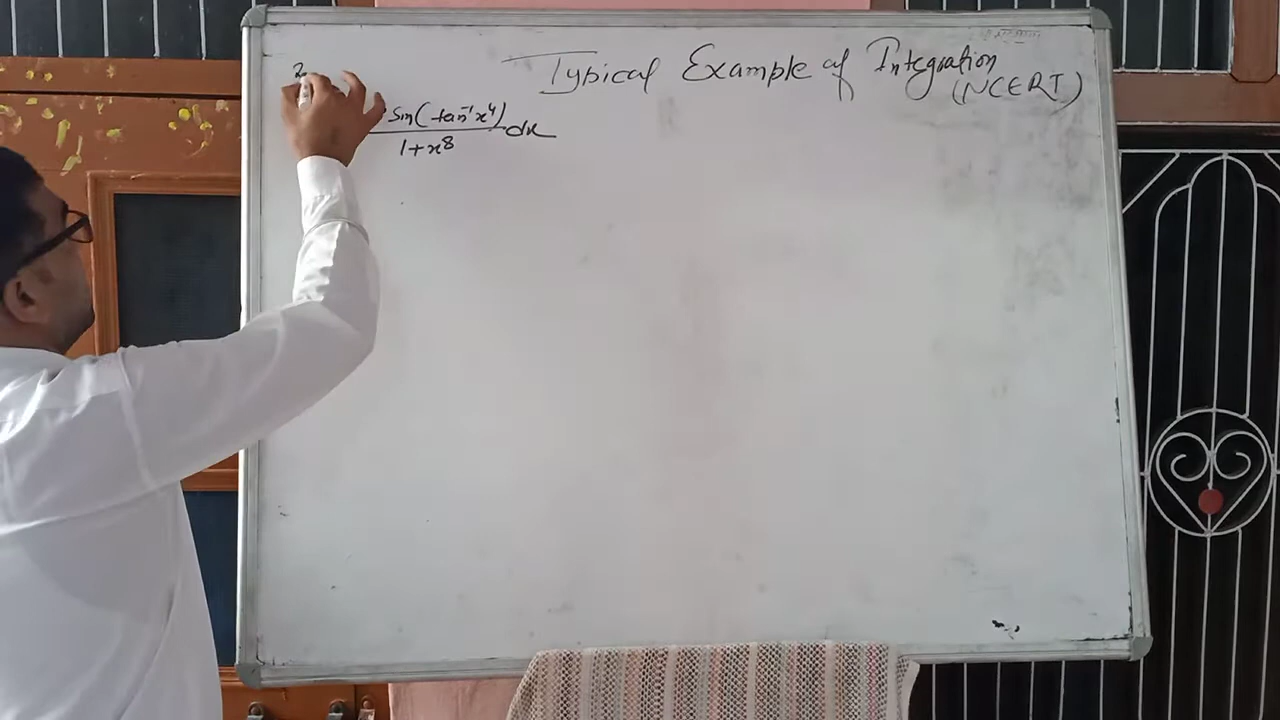 Typical Example of Integration
(NCERT)
sin(tan⁻¹x⁴)
1+x⁸ dx